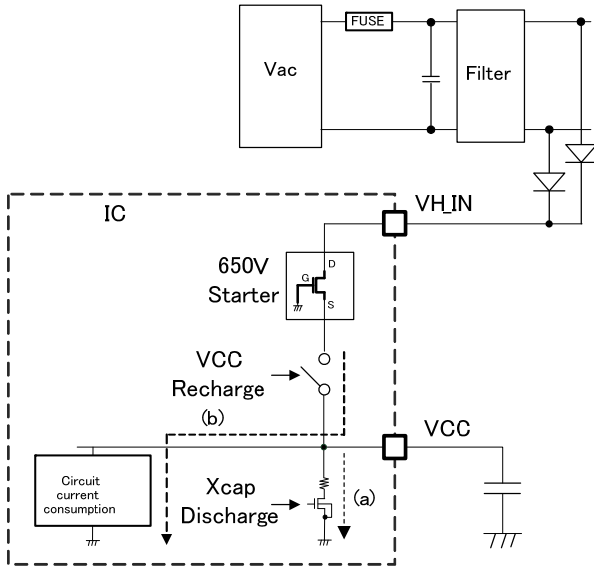 FUSE
Vac
Filter
IC
VH_IN
650V
Starter
D
G
S
VCC
Recharge
(b)
VCC
Circuit
current
consumption
Xcap
Discharge
(a)